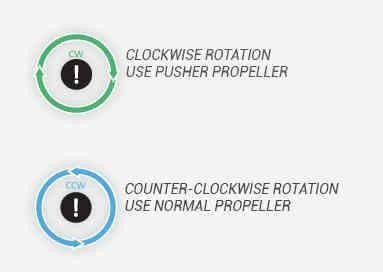 CW
!
CLOCKWISE ROTATION
USE PUSHER PROPELLER
CCW
!
COUNTER-CLOCKWISE ROTATION
USE NORMAL PROPELLER